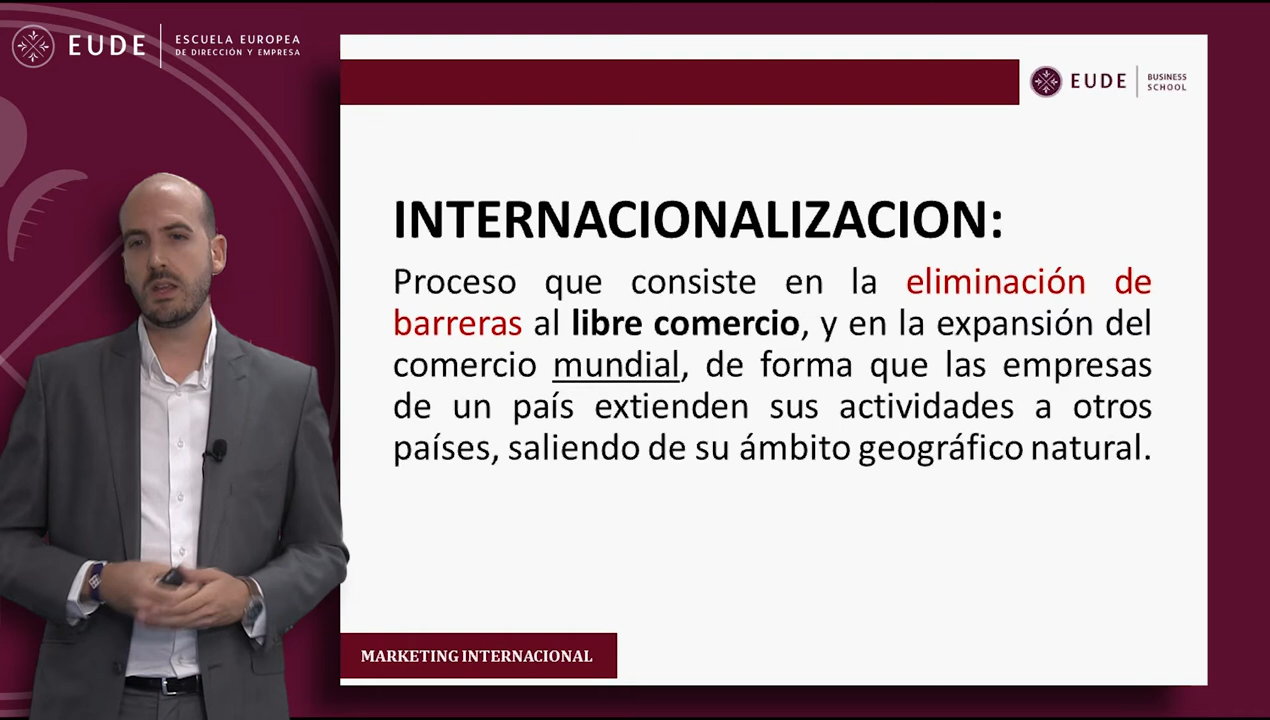 EUDE
ESCUELA EUROPEA
DE DIRECCIÓN Y EMPRESA
EUDE
BUSINESS
SCHOOL
INTERNACIONALIZACION:
Proceso que consiste en la eliminación de
barreras al libre comercio, y en la expansión del
comercio mundial, de forma que las empresas
de un país extienden sus actividades a otros
países, saliendo de su ámbito geográfico natural.
MARKETING INTERNACIONAL